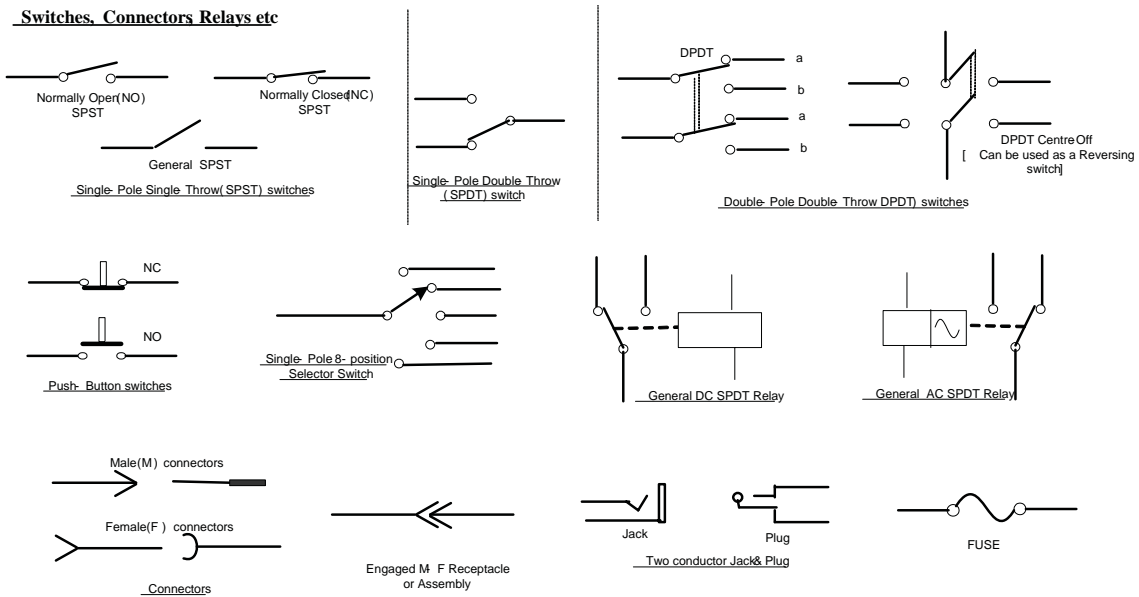 Switches, Connectors, Relays etc
Normally Open(NO)
SPST
Normally Closed(NC)
SPST
General SPST
Single- Pole Single Throw(SPST) switches
Single- Pole Double Throw
(SPDT) switch
DPDT
a
b
a
b
DPDT Centre Off
[ Can be used as a Reversing
switch]
Double- Pole Double- Throw DPDT) switches
NC
NO
Push- Button switches
Single- Pole 8- position
Selector Switch
General DC SPDT Relay
General AC SPDT Relay
Male(M) connectors
Female(F) connectors
Connectors
Engaged M- F Receptacle
or Assembly
Jack
Plug
Two conductor Jack& Plug
FUSE